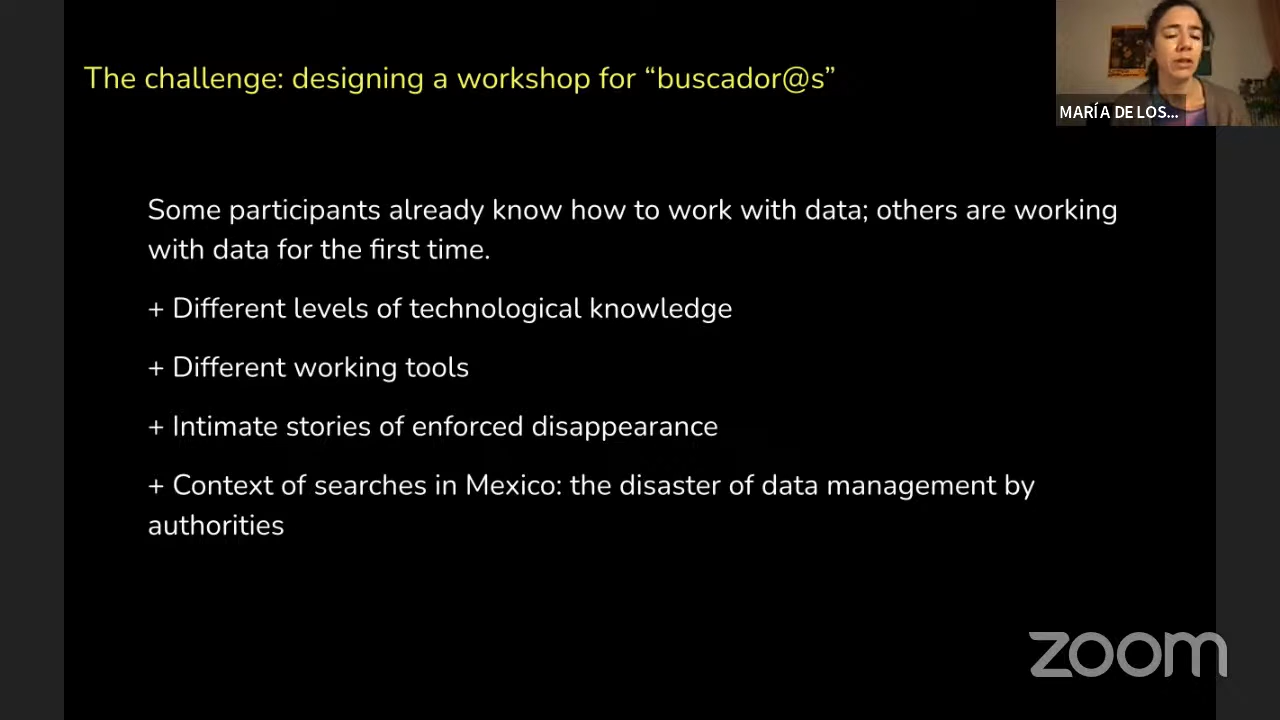 The challenge: designing a workshop for “buscador@s”
MARÍA DE LOS...
Some participants already know how to work with data; others are working
with data for the first time.
+ Different levels of technological knowledge
+ Different working tools
+ Intimate stories of enforced disappearance
+ Context of searches in Mexico: the disaster of data management by
authorities
zoom